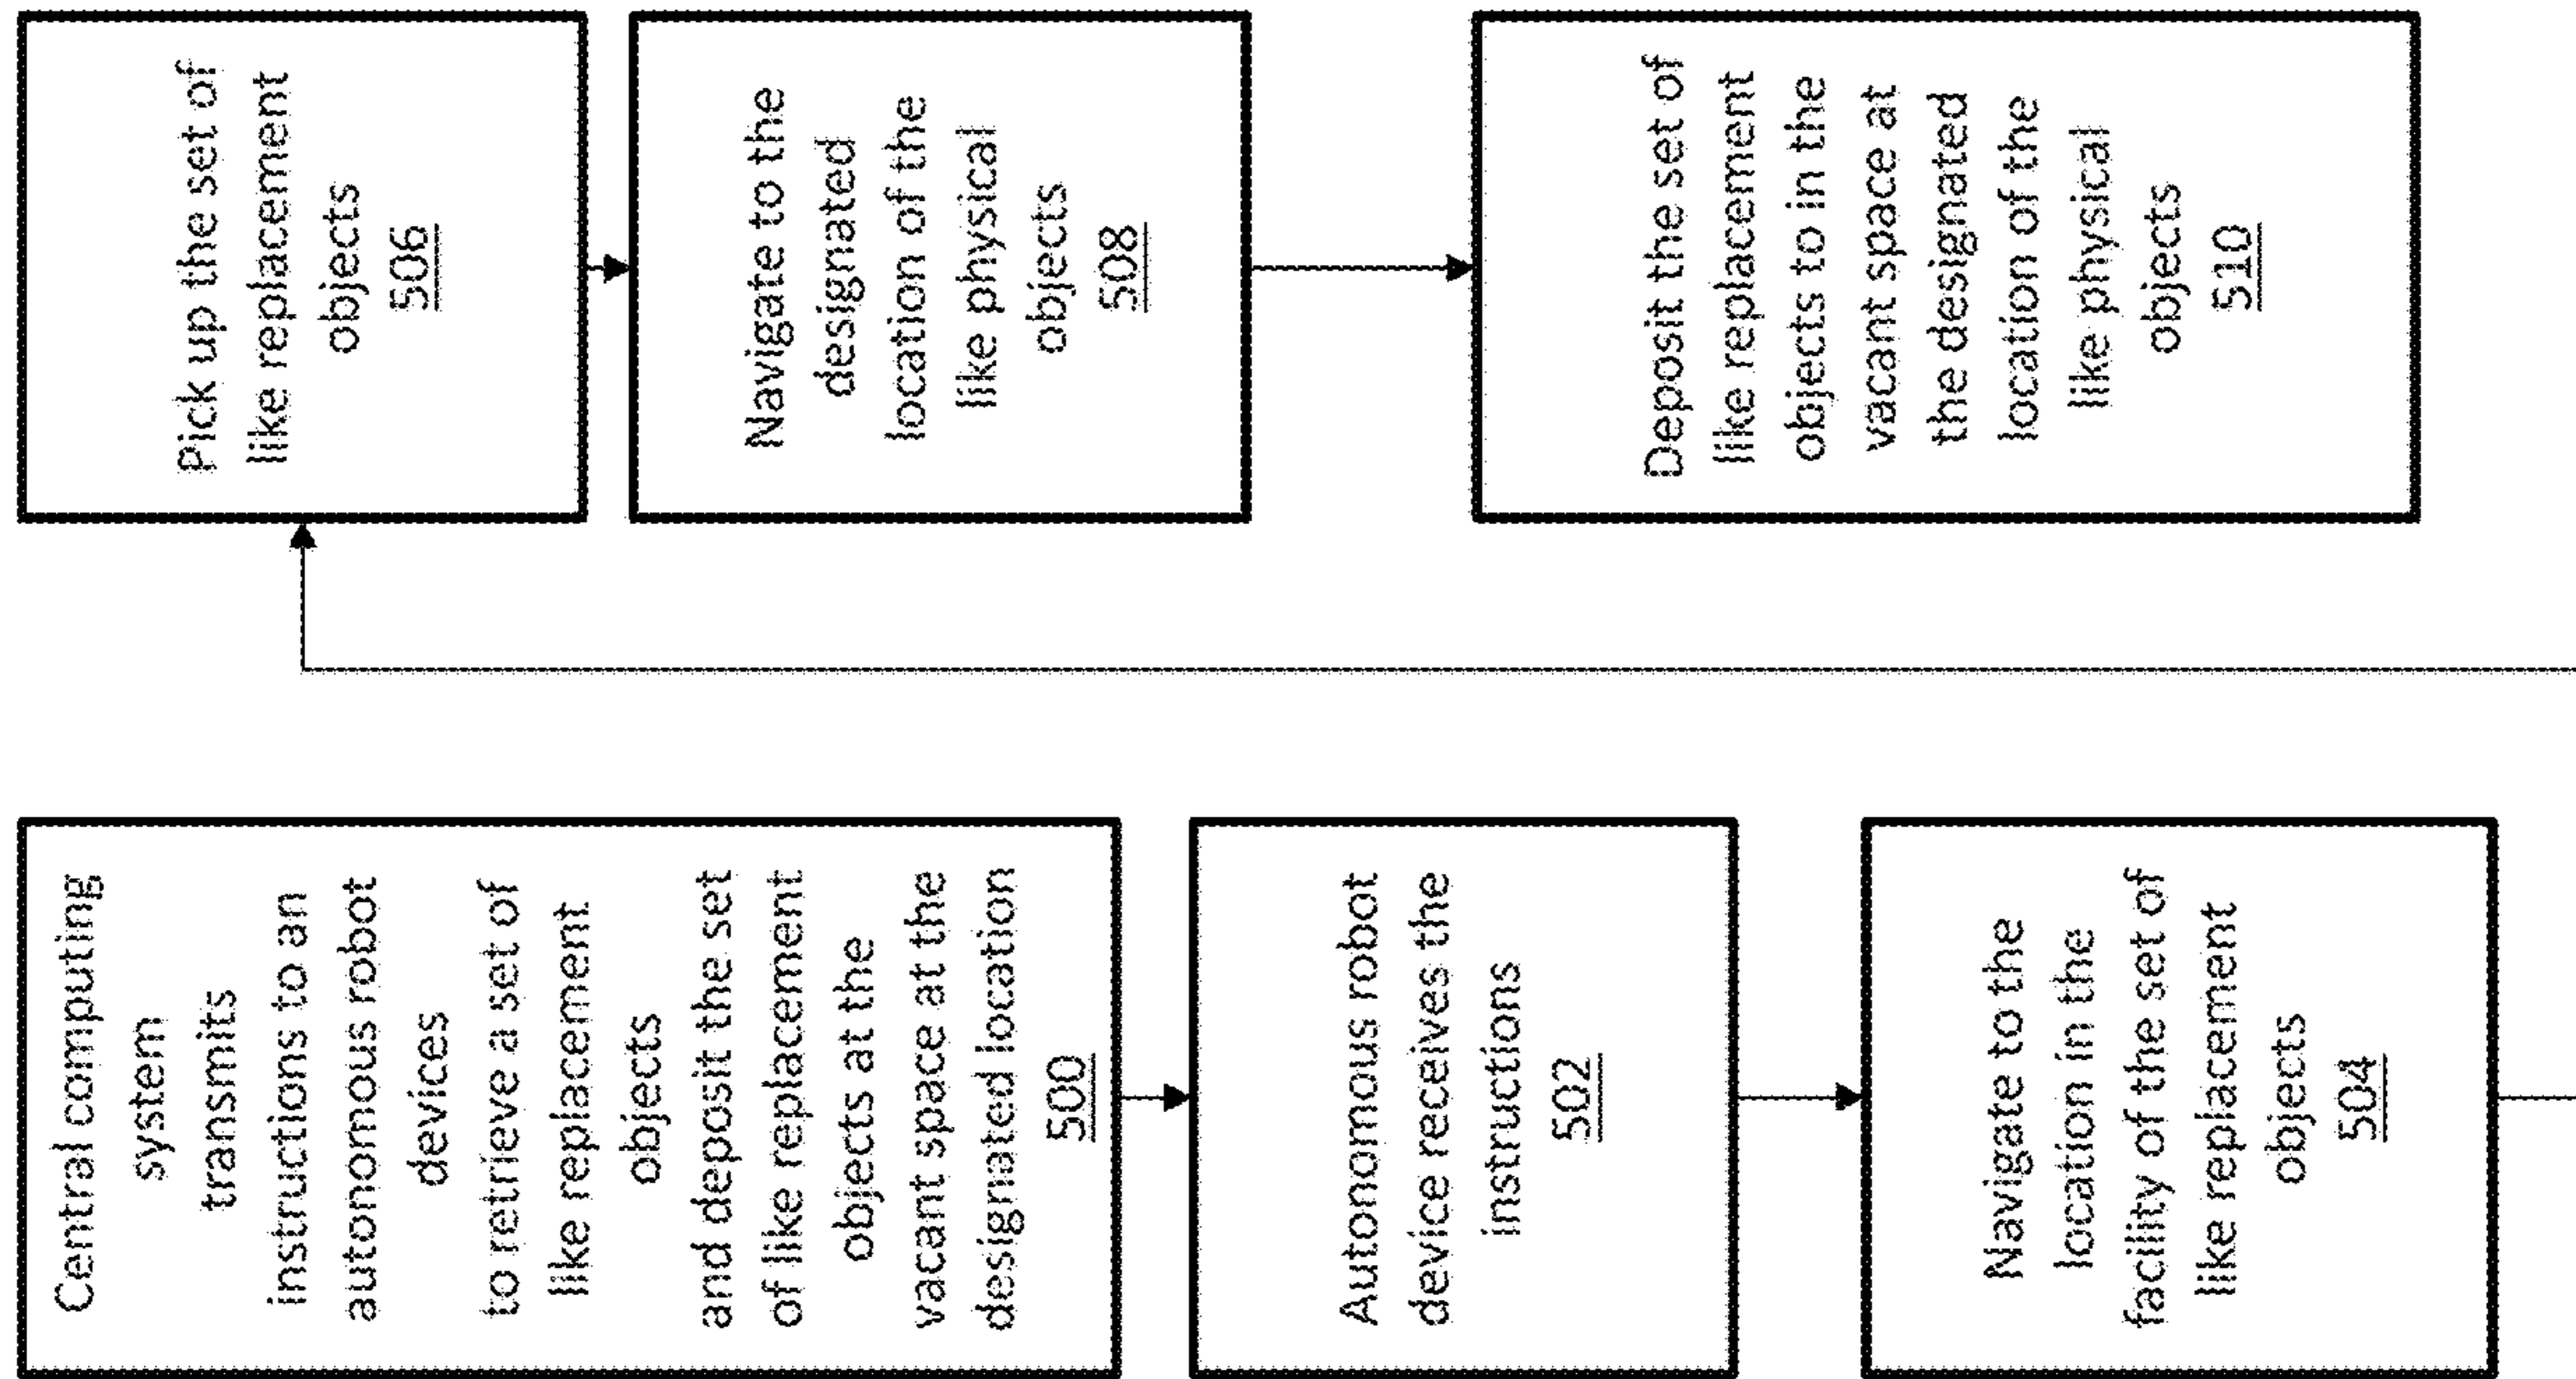 Central computing
system
transmits
instructions to an
autonomous robot
devices
to retrieve a set of
like replacement
objects
and deposit the set
of like replacement
objects at the
vacant space at the
designated location
500
Autonomous robot
device receives the
instructions
502
Navigate to the
location in the
facility of the set of
like replacement
objects
504
Pick up the set of
like replacement
objects
506
Navigate to the
designated
location of the
like physical
objects
508
Deposit the set of
like replacement
objects to in the
vacant space at
the designated
location of the
like physical
objects
510